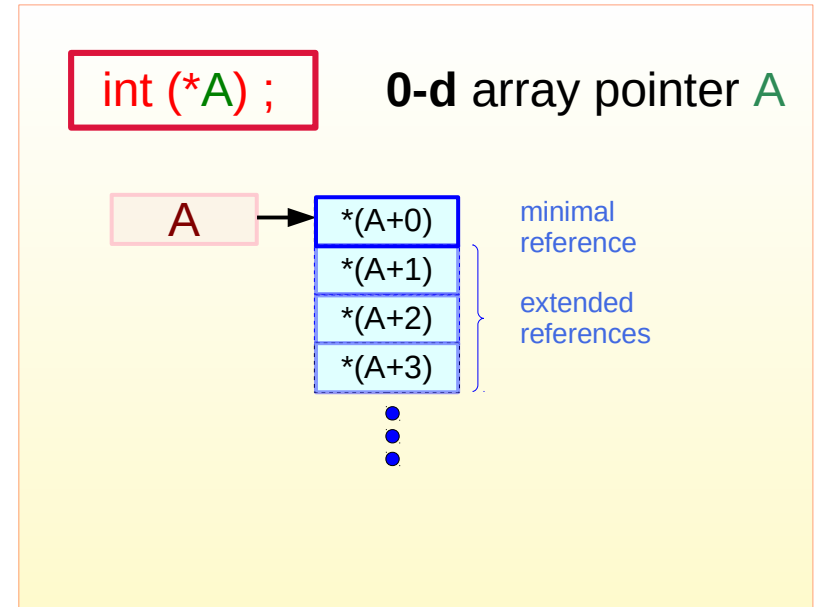 int (*A) ; 0-d array pointer A
A
*(A+0)
minimal
reference
*(A+1)
*(A+2)
*(A+3)
extended
references